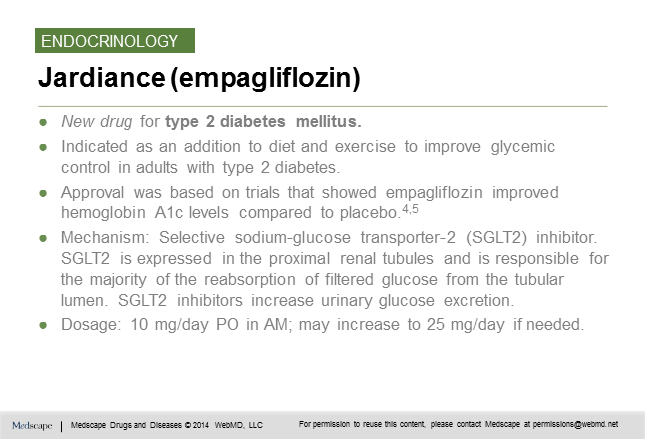 ENDOCRINOLOGY
Jardiance (empagliflozin)
● New drug for type 2 diabetes mellitus.
● Indicated as an addition to diet and exercise to improve glycemic
control in adults with type 2 diabetes.
● Approval was based on trials that showed empagliflozin improved
hemoglobin A1c levels compared to placebo.4,5
● Mechanism: Selective sodium-glucose transporter-2 (SGLT2) inhibitor.
SGLT2 is expressed in the proximal renal tubules and is responsible for
the majority of the reabsorption of filtered glucose from the tubular
lumen. SGLT2 inhibitors increase urinary glucose excretion.
● Dosage: 10 mg/day PO in AM; may increase to 25 mg/day if needed.
Medscape | Medscape Drugs and Diseases © 2014 WebMD, LLC For permission to reuse this content, please contact Medscape at permissions@webmd.net